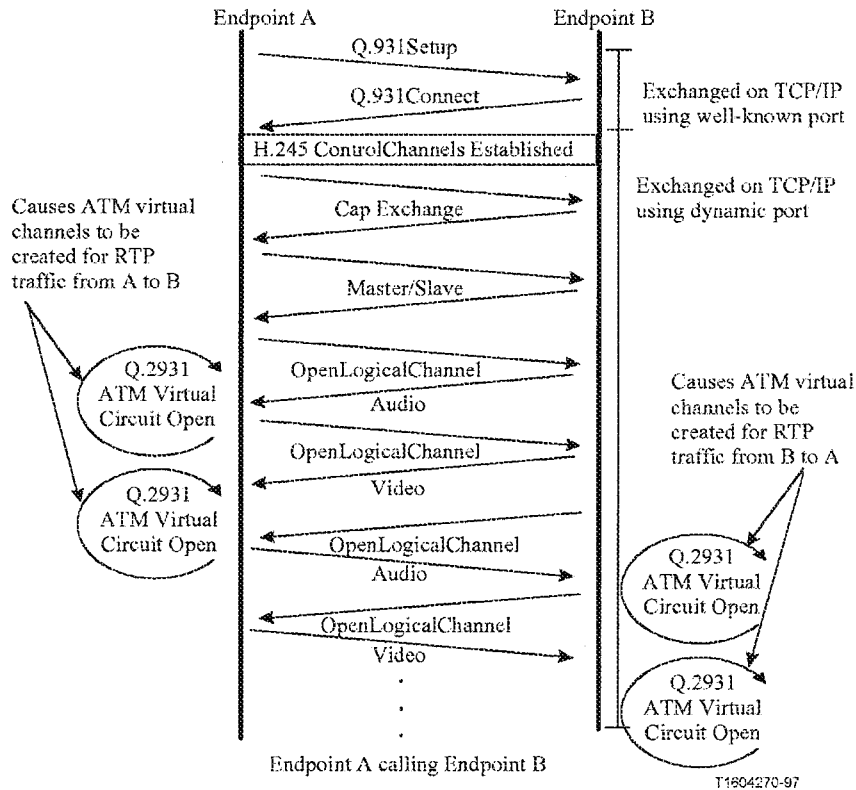 Endpoint A
Endpoint B
Q.931Setup
Q.931Connect
Exchanged on TCP/IP
using well-known port
H.245 ControlChannels Established
Exchanged on TCP/IP
using dynamic port
Cap Exchange
Causes ATM virtual
channels to be
created for RTP
traffic from A to B
Master/Slave
Q.2931
ATM Virtual
Circuit Open
OpenLogicalChannel
Audio
Causes ATM virtual
channels to be
created for RTP
traffic from B to A
OpenLogicalChannel
Video
Q.2931
ATM Virtual
Circuit Open
OpenLogicalChannel
Audio
Q.2931
ATM Virtual
Circuit Open
OpenLogicalChannel
Video
Q.2931
ATM Virtual
Circuit Open
Endpoint A calling Endpoint B
T1604270-97